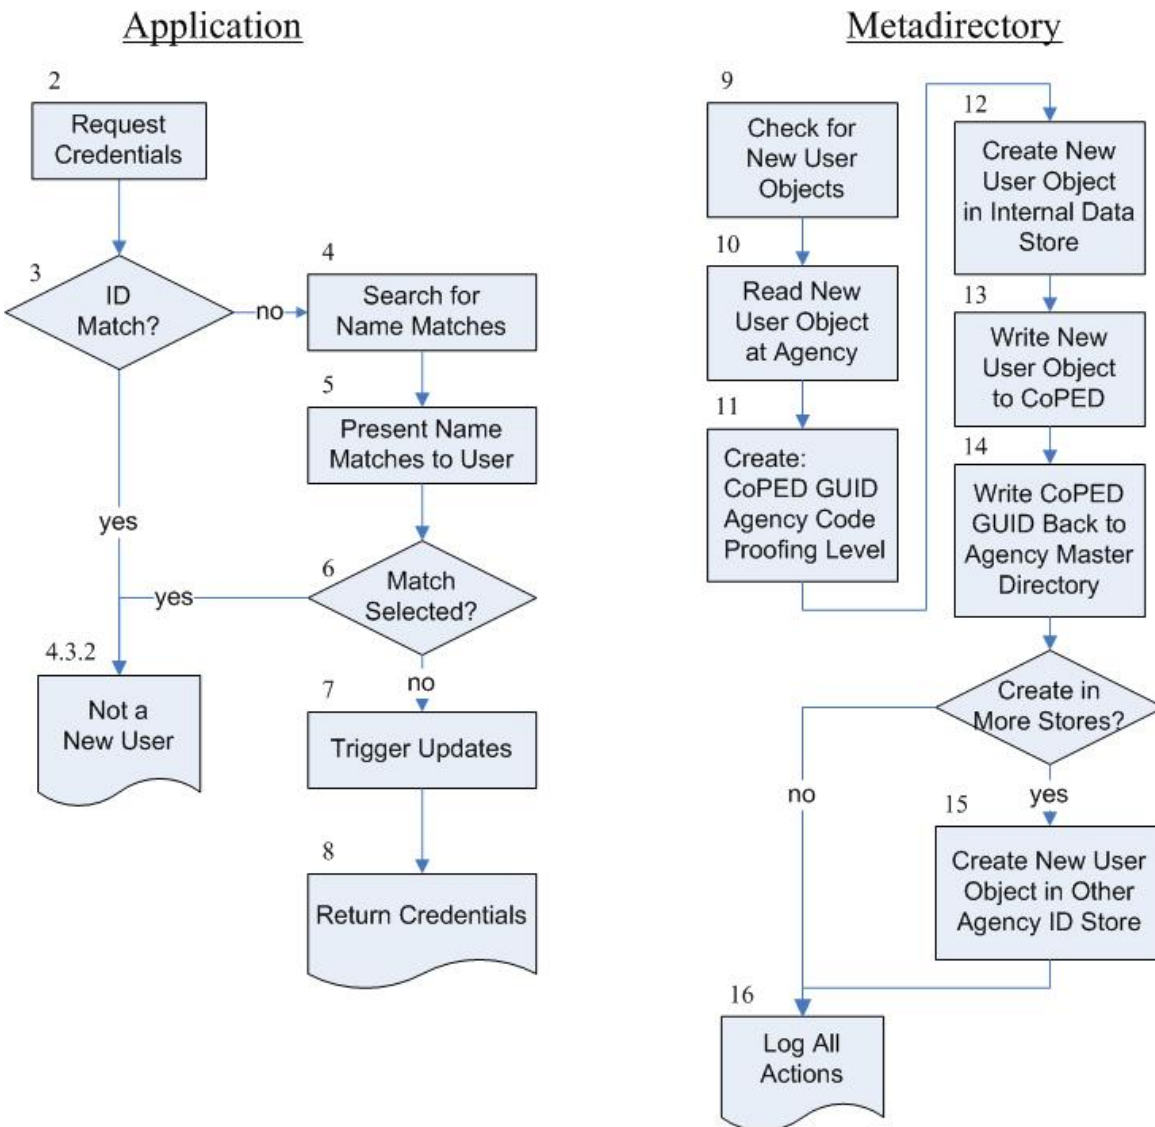 Application
2
Request
Credentials
3
ID
Match?
no
4
Search for
Name Matches
5
Present Name
Matches to User
yes
6
Match
Selected?
yes
4.3.2
Not a
New User
no
7
Trigger Updates
8
Return Credentials
Metadirectory
9
Check for
New User
Objects
10
Read New
User Object
at Agency
11
Create:
CoPED GUID
Agency Code
Proofing Level
12
Create New
User Object
in Internal Data
Store
13
Write New
User Object
to CoPED
14
Write CoPED
GUID Back to
Agency Master
Directory
Create in
More Stores?
no
yes
15
Create New User
Object in Other
Agency ID Store
16
Log All
Actions